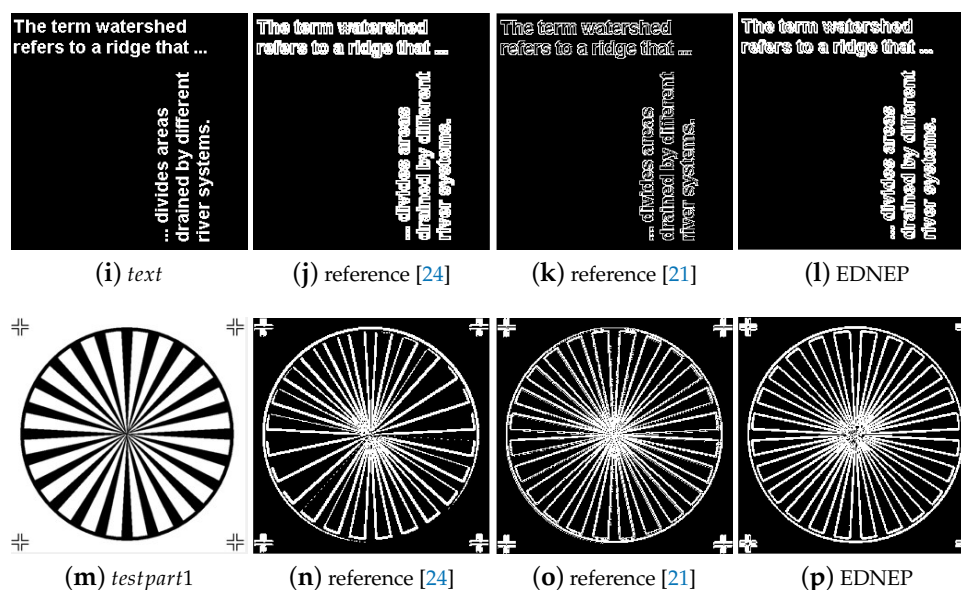 The term watershed
refers to a ridge that ...
... divides areas
drained by different
river systems.
The term watershed
refers to a ridge that ...
... divides areas
drained by different
river systems.
The term watershed
refers to a ridge that ...
... divides areas
drained by different
river systems.
The term watershed
refers to a ridge that ...
... divides areas
drained by different
river systems.
(i) text
(j) reference [24]
(k) reference [21]
(l) EDNEP
(m) testpart1
(n) reference [24]
(o) reference [21]
(p) EDNEP